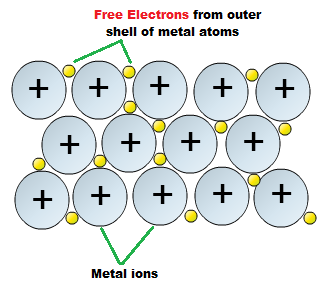 Free Electrons from outer
shell of metal atoms
+ + + + +
+ + + +
+ + + + +
Metal ions